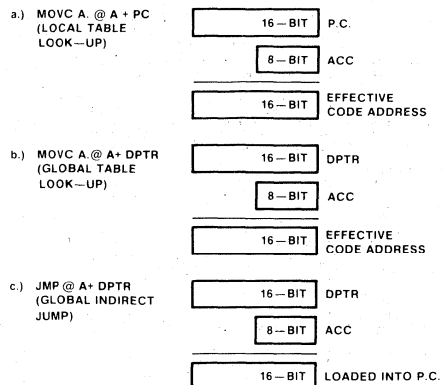 a.) MOVC A. @ A + PC
(LOCAL TABLE
LOOK—UP)
16—BIT P.C.
8—BIT ACC
16—BIT EFFECTIVE
CODE ADDRESS
b.) MOVC A.@ A+ DPTR
(GLOBAL TABLE
LOOK—UP)
16—BIT DPTR
8—BIT ACC
16—BIT EFFECTIVE
CODE ADDRESS
c.) JMP @ A+ DPTR
(GLOBAL INDIRECT
JUMP)
16—BIT DPTR
8—BIT ACC
16—BIT LOADED INTO P.C.